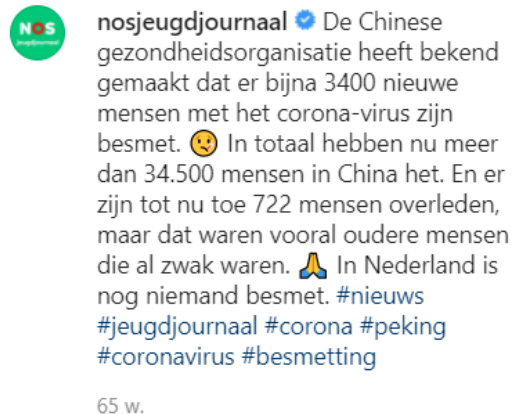 NOS
jeugdjournaal
nosjeugdjournaal De Chinese
gezondheidsorganisatie heeft bekend
gemaakt dat er bijna 3400 nieuwe
mensen met het corona-virus zijn
besmet. 🤒 In totaal hebben nu meer
dan 34.500 mensen in China het. En er
zijn tot nu toe 722 mensen overleden,
maar dat waren vooral oudere mensen
die al zwak waren. 🙏 In Nederland is
nog niemand besmet. #nieuws
#jeugdjournaal #corona #peking
#coronavirus #besmetting
65 w.